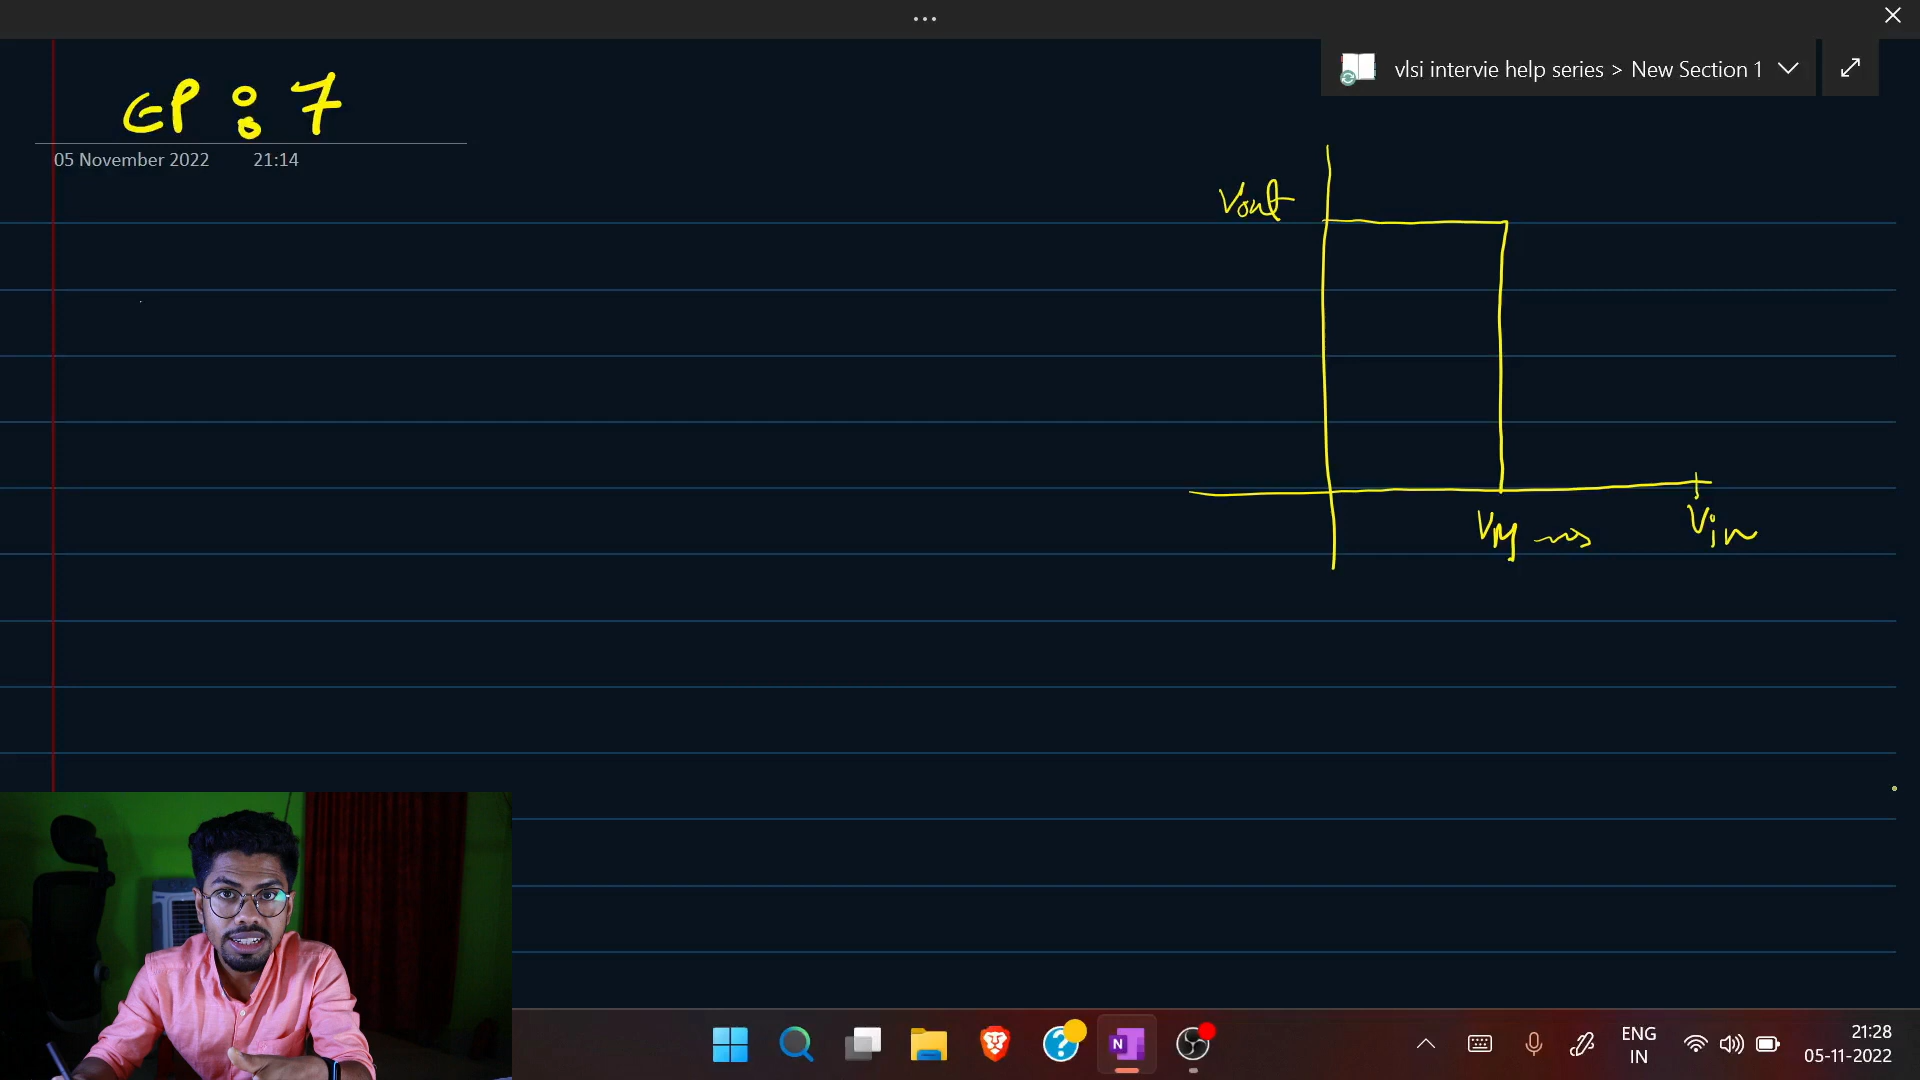 vlsi intervie help series > New Section 1
EP : 7
05 November 2022 21:14
Vout
VM
Vin
ENG
IN
21:28
05-11-2022